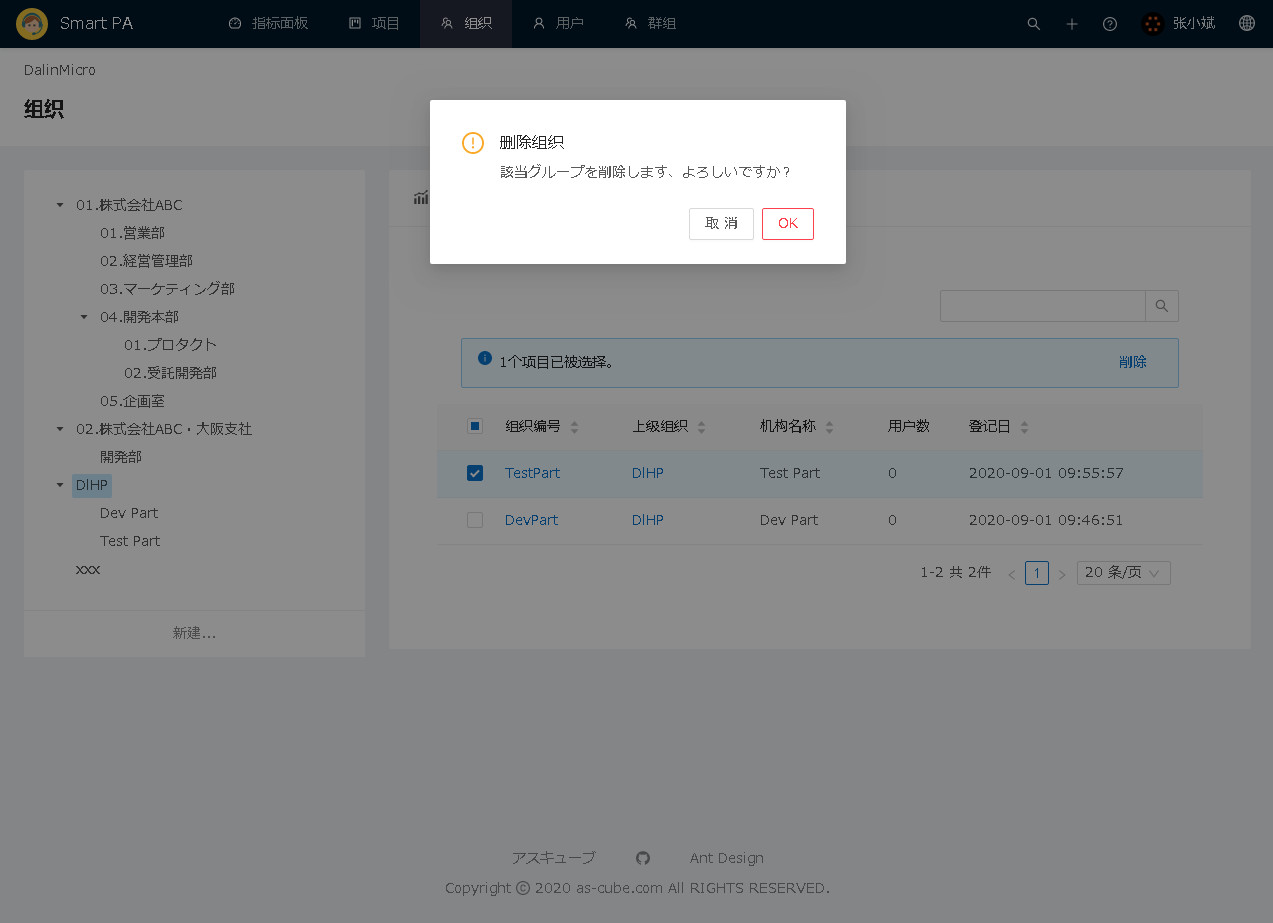 Smart PA 指标面板 项目 组织 用户 群组 张小斌
DalinMicro
组织
删除组织
該当グループを削除します、よろしいですか？
取 消 OK
01.株式会社ABC
01.営業部
02.経営管理部
03.マーケティング部
04.開発本部
01.プロタクト
02.受託開発部
05.企画室
02.株式会社ABC・大阪支社
開発部
DlHP
Dev Part
Test Part
xxx
新建...
1个项目已被选择。 削除
组织编号 上级组织 机构名称 用户数 登记日
TestPart DlHP Test Part 0 2020-09-01 09:55:57
DevPart DlHP Dev Part 0 2020-09-01 09:46:51
1-2 共 2件 < 1 > 20 条/页
アスキューブ Ant Design
Copyright © 2020 as-cube.com All RIGHTS RESERVED.